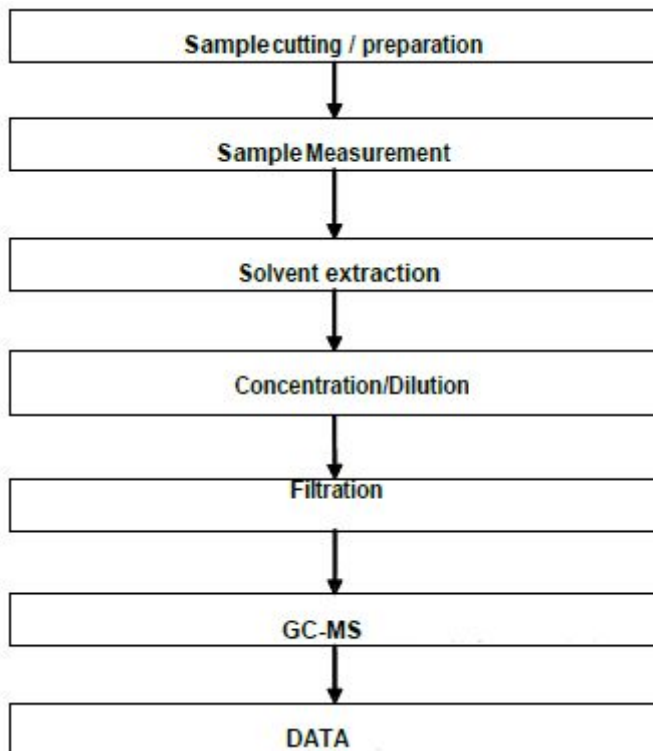 Sample cutting / preparation
Sample Measurement
Solvent extraction
Concentration/Dilution
Filtration
GC-MS
DATA